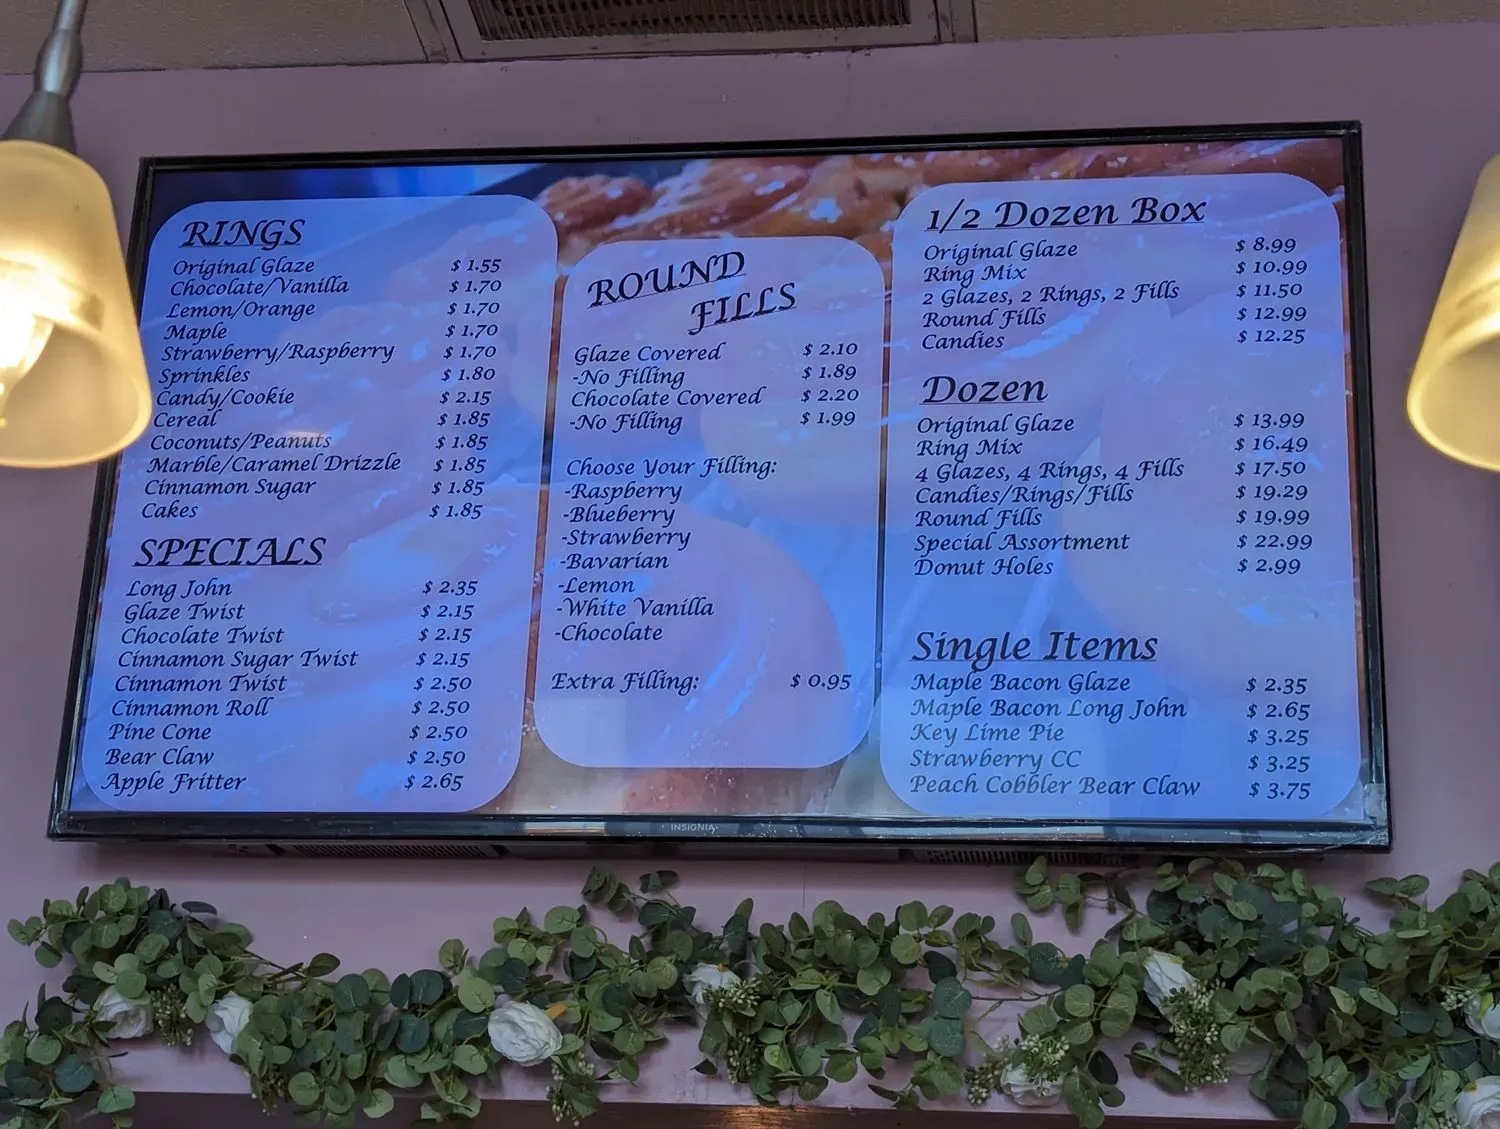 RINGS
Original Glaze $ 1.55
Chocolate/Vanilla $ 1.70
Lemon/Orange $ 1.70
Maple $ 1.70
Strawberry/Raspberry $ 1.70
Sprinkles $ 1.80
Candy/Cookie $ 2.15
Cereal $ 1.85
Coconuts/Peanuts $ 1.85
Marble/Caramel Drizzle $ 1.85
Cinnamon Sugar $ 1.85
Cakes $ 1.85
SPECIALS
Long John $ 2.35
Glaze Twist $ 2.15
Chocolate Twist $ 2.15
Cinnamon Sugar Twist $ 2.15
Cinnamon Twist $ 2.50
Cinnamon Roll $ 2.50
Pine Cone $ 2.50
Bear Claw $ 2.50
Apple Fritter $ 2.65
ROUND
FILLS
Glaze Covered $ 2.10
-No Filling $ 1.89
Chocolate Covered $ 2.20
-No Filling $ 1.99
Choose Your Filling:
-Raspberry
-Blueberry
-Strawberry
-Bavarian
-Lemon
-White Vanilla
-Chocolate
Extra Filling: $ 0.95
1/2 Dozen Box
Original Glaze $ 8.99
Ring Mix $ 10.99
2 Glazes, 2 Rings, 2 Fills $ 11.50
Round Fills $ 12.99
Candies $ 12.25
Dozen
Original Glaze $ 13.99
Ring Mix $ 16.49
4 Glazes, 4 Rings, 4 Fills $ 17.50
Candies/Rings/Fills $ 19.29
Round Fills $ 19.99
Special Assortment $ 22.99
Donut Holes $ 2.99
Single Items
Maple Bacon Glaze $ 2.35
Maple Bacon Long John $ 2.65
Key Lime Pie $ 3.25
Strawberry CC $ 3.25
Peach Cobbler Bear Claw $ 3.75
INSIGNIA